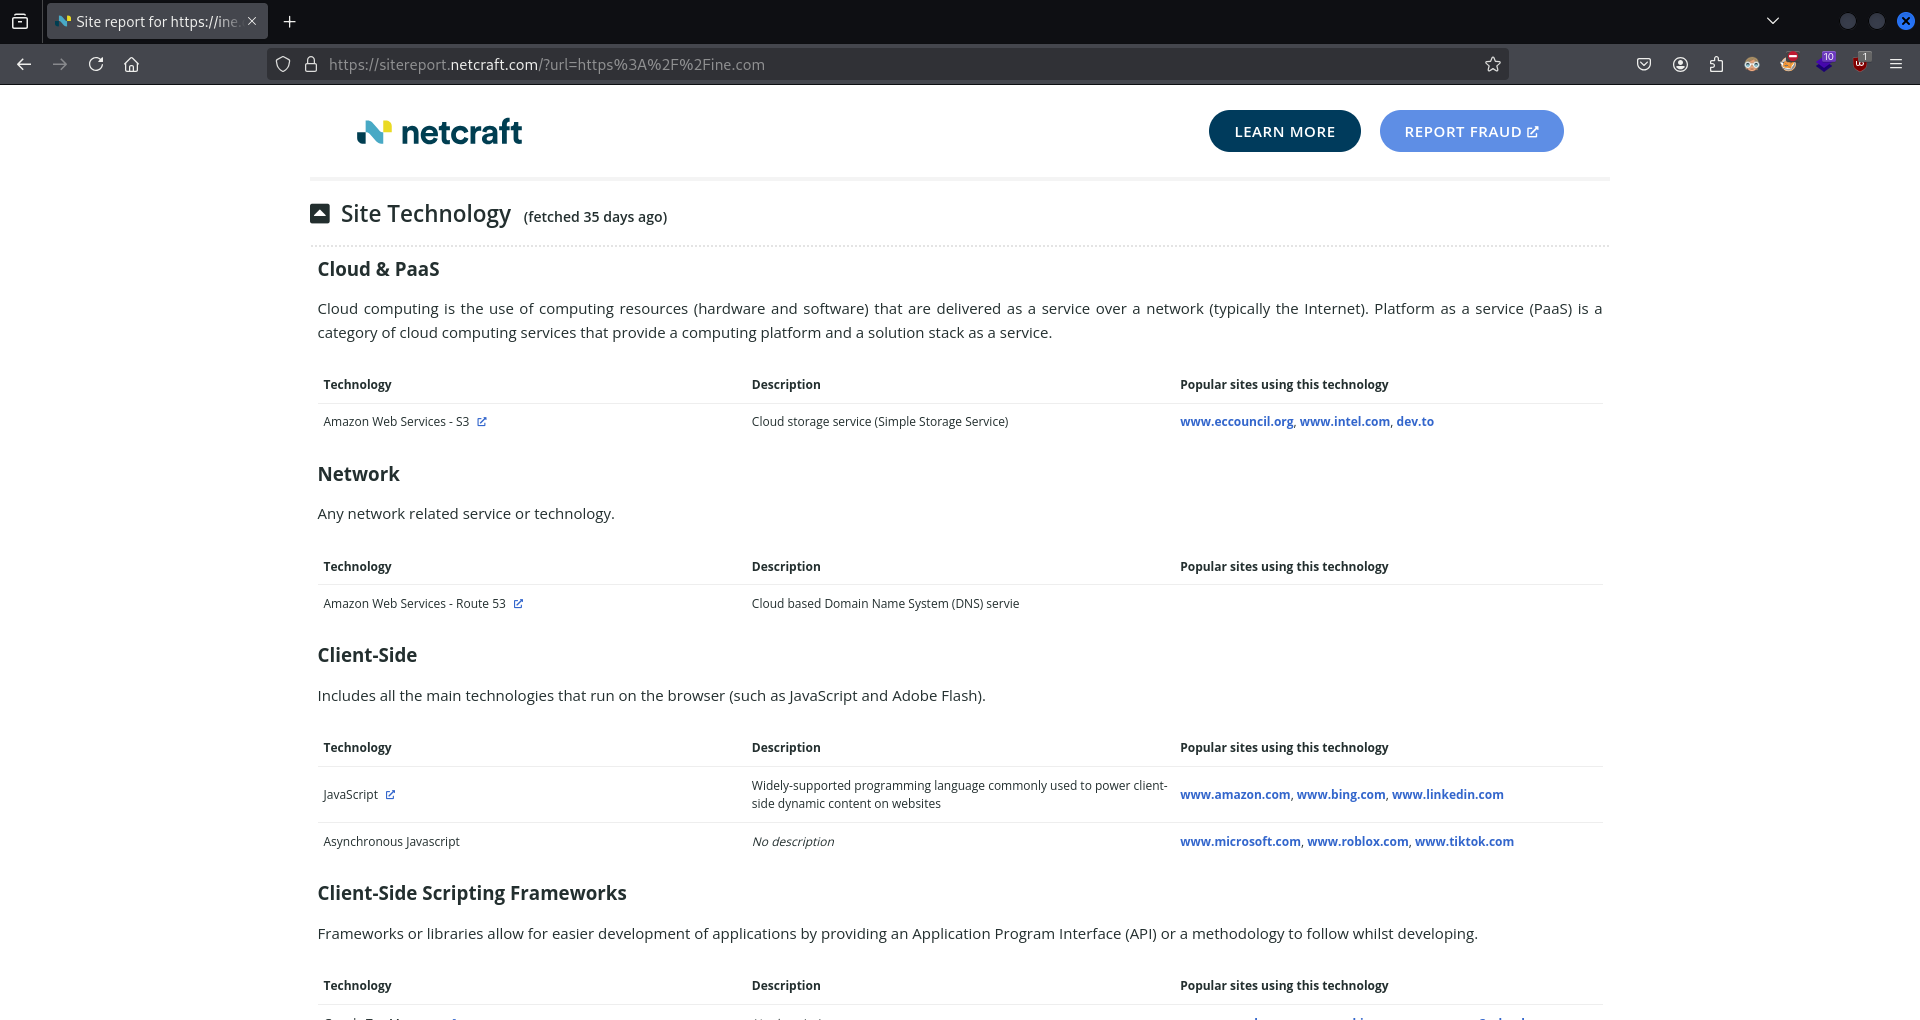 Site report for https://ine.
https://sitereport.netcraft.com/?url=https%3A%2F%2Fine.com
10
1
netcraft
LEARN MORE
REPORT FRAUD
Site Technology (fetched 35 days ago)
Cloud & PaaS
Cloud computing is the use of computing resources (hardware and software) that are delivered as a service over a network (typically the Internet). Platform as a service (PaaS) is a
category of cloud computing services that provide a computing platform and a solution stack as a service.
Technology Description Popular sites using this technology
Amazon Web Services - S3 Cloud storage service (Simple Storage Service) www.eccouncil.org, www.intel.com, dev.to
Network
Any network related service or technology.
Technology Description Popular sites using this technology
Amazon Web Services - Route 53 Cloud based Domain Name System (DNS) servie
Client-Side
Includes all the main technologies that run on the browser (such as JavaScript and Adobe Flash).
Technology Description Popular sites using this technology
JavaScript Widely-supported programming language commonly used to power client-
side dynamic content on websites www.amazon.com, www.bing.com, www.linkedin.com
Asynchronous Javascript No description www.microsoft.com, www.roblox.com, www.tiktok.com
Client-Side Scripting Frameworks
Frameworks or libraries allow for easier development of applications by providing an Application Program Interface (API) or a methodology to follow whilst developing.
Technology Description Popular sites using this technology